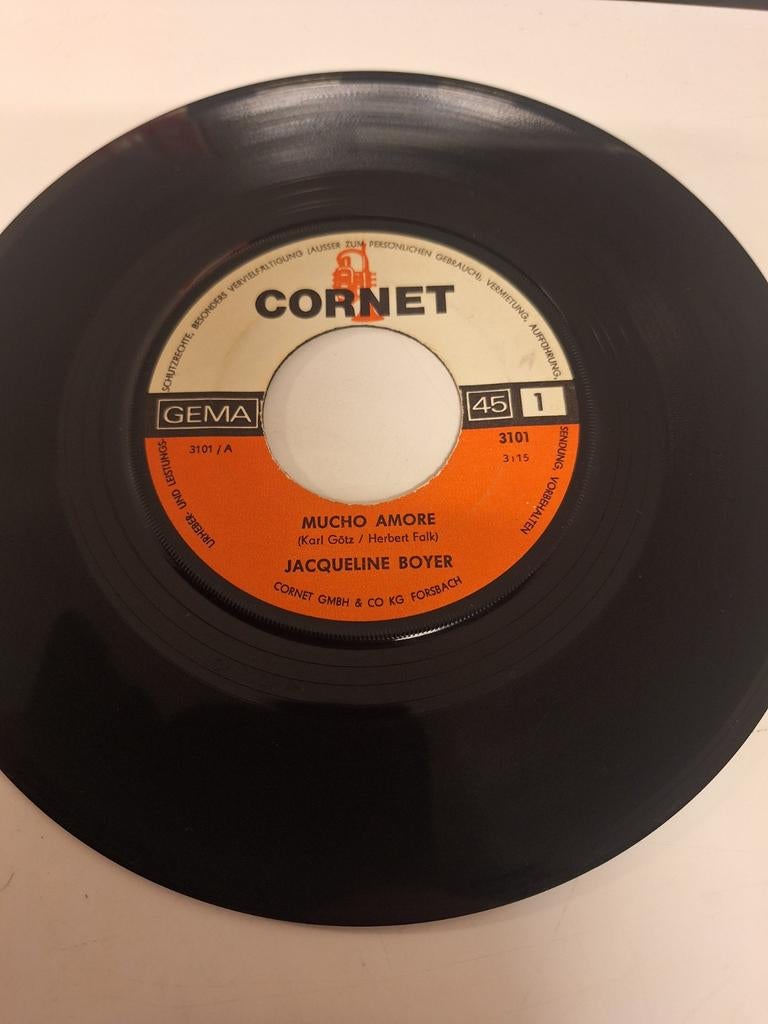 URHEBER- UND LEISTUNGS-
SCHUTZRECHTE, BESONDERS VERVIELFÄLTIGUNG (AUSSER ZUM PERSÖNLICHEN GEBRAUCH), VERMIETUNG, AUFFÜHRUNG,
SENDUNG, VORBEHALTEN
CORNET
GEMA
45 1
3101 / A
3101
3:15
MUCHO AMORE
(Karl Götz / Herbert Falk)
JACQUELINE BOYER
CORNET GMBH & CO KG FORSBACH